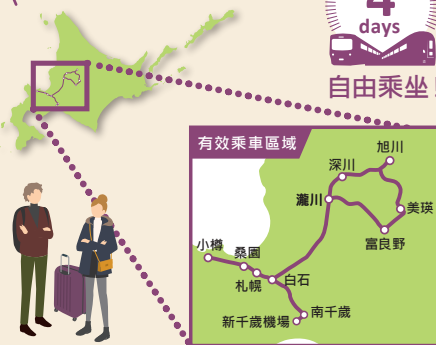 4
days
自由乘坐！
有效乘車區域
旭川
深川
瀧川
美瑛
富良野
小樽
桑園
札幌
白石
南千歲
新千歲機場